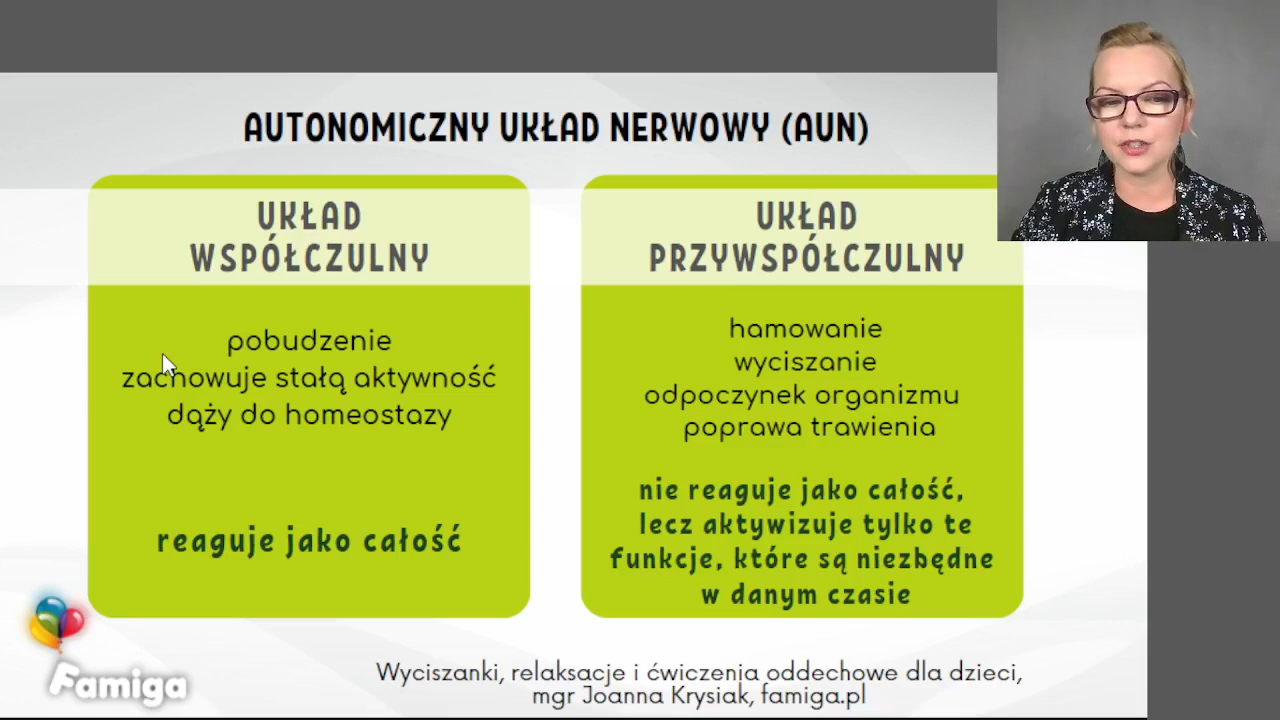 AUTONOMICZNY UKŁAD NERWOWY (AUN)
UKŁAD
WSPÓŁCZULNY
pobudzenie
zachowuje stałą aktywność
dąży do homeostazy
reaguje jako całość
UKŁAD
PRZYWSPÓŁCZULNY
hamowanie
wyciszanie
odpoczynek organizmu
poprawa trawienia
nie reaguje jako całość,
lecz aktywizuje tylko te
funkcje, które są niezbędne
w danym czasie
Famiga
Wyciszanki, relaksacje i ćwiczenia oddechowe dla dzieci,
mgr Joanna Krysiak, famiga.pl